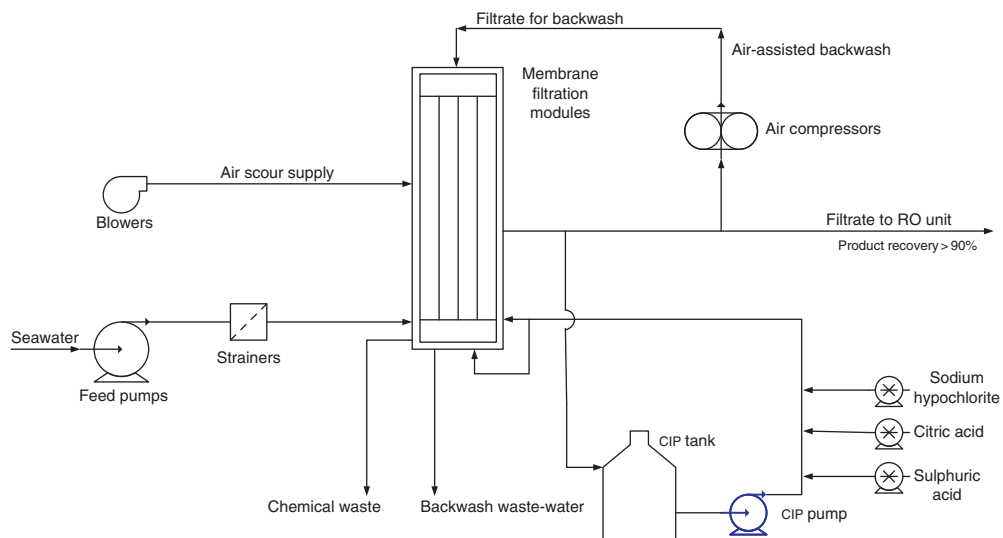 Filtrate for backwash
Air-assisted backwash
Membrane
filtration
modules
Air compressors
Air scour supply
Blowers
Filtrate to RO unit
Product recovery > 90%
Seawater
Strainers
Feed pumps
Sodium
hypochlorite
Citric acid
CIP tank
Sulphuric
acid
Chemical waste
Backwash waste-water
CIP pump